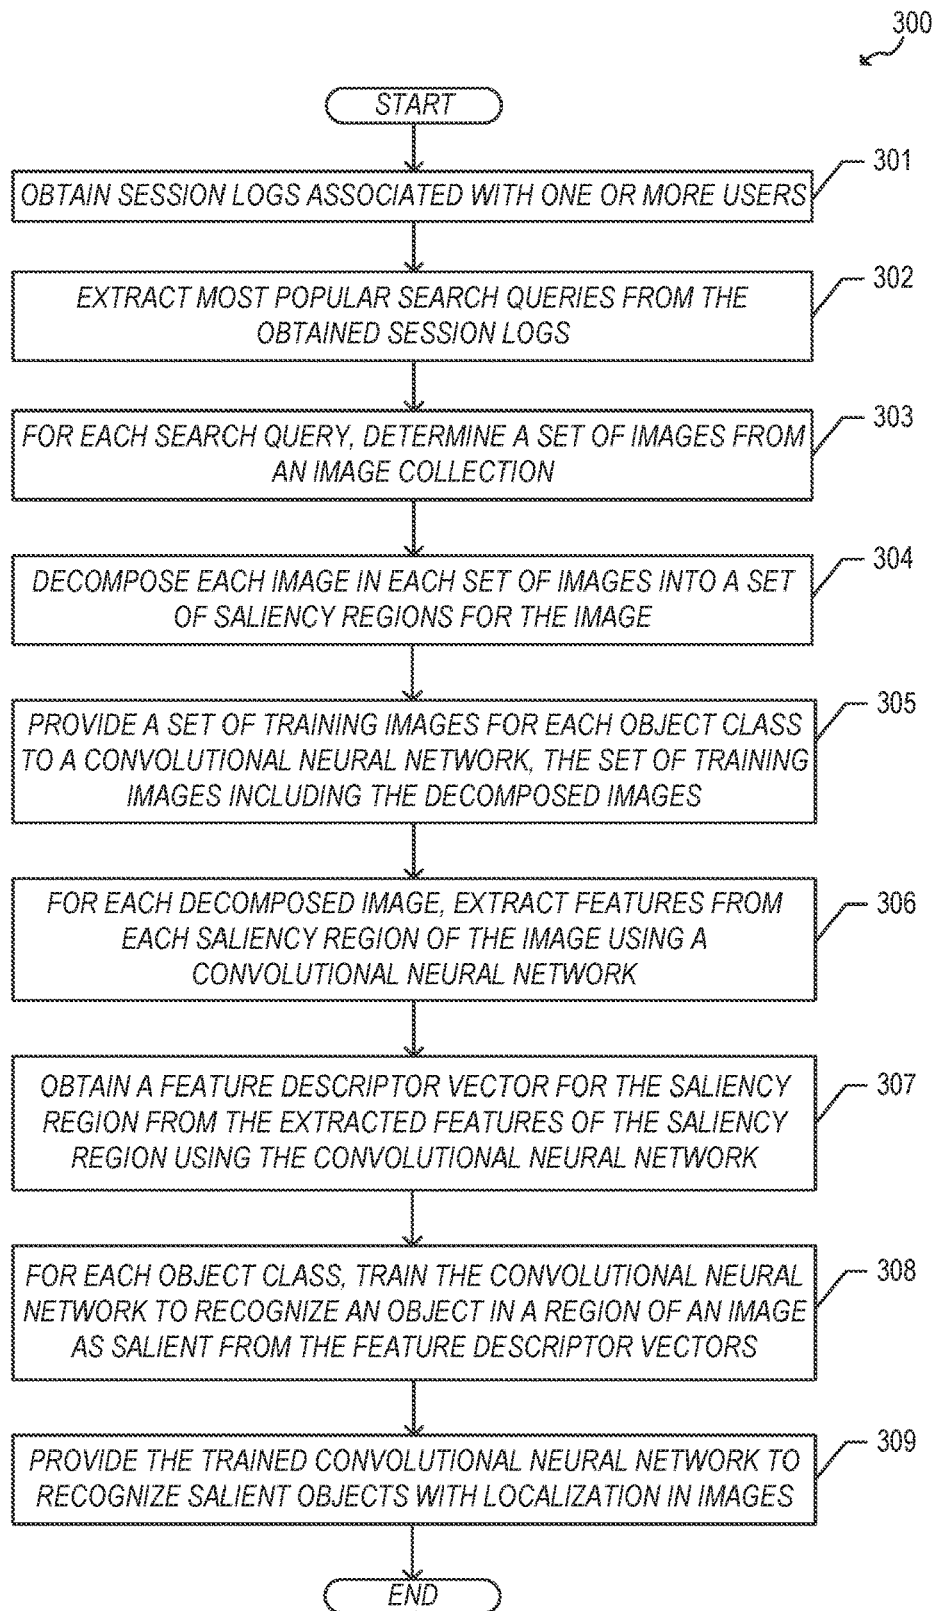 300
START
301
OBTAIN SESSION LOGS ASSOCIATED WITH ONE OR MORE USERS
302
EXTRACT MOST POPULAR SEARCH QUERIES FROM THE
OBTAINED SESSION LOGS
303
FOR EACH SEARCH QUERY, DETERMINE A SET OF IMAGES FROM
AN IMAGE COLLECTION
304
DECOMPOSE EACH IMAGE IN EACH SET OF IMAGES INTO A SET
OF SALIENCY REGIONS FOR THE IMAGE
305
PROVIDE A SET OF TRAINING IMAGES FOR EACH OBJECT CLASS
TO A CONVOLUTIONAL NEURAL NETWORK, THE SET OF TRAINING
IMAGES INCLUDING THE DECOMPOSED IMAGES
306
FOR EACH DECOMPOSED IMAGE, EXTRACT FEATURES FROM
EACH SALIENCY REGION OF THE IMAGE USING A
CONVOLUTIONAL NEURAL NETWORK
307
OBTAIN A FEATURE DESCRIPTOR VECTOR FOR THE SALIENCY
REGION FROM THE EXTRACTED FEATURES OF THE SALIENCY
REGION USING THE CONVOLUTIONAL NEURAL NETWORK
308
FOR EACH OBJECT CLASS, TRAIN THE CONVOLUTIONAL NEURAL
NETWORK TO RECOGNIZE AN OBJECT IN A REGION OF AN IMAGE
AS SALIENT FROM THE FEATURE DESCRIPTOR VECTORS
309
PROVIDE THE TRAINED CONVOLUTIONAL NEURAL NETWORK TO
RECOGNIZE SALIENT OBJECTS WITH LOCALIZATION IN IMAGES
END